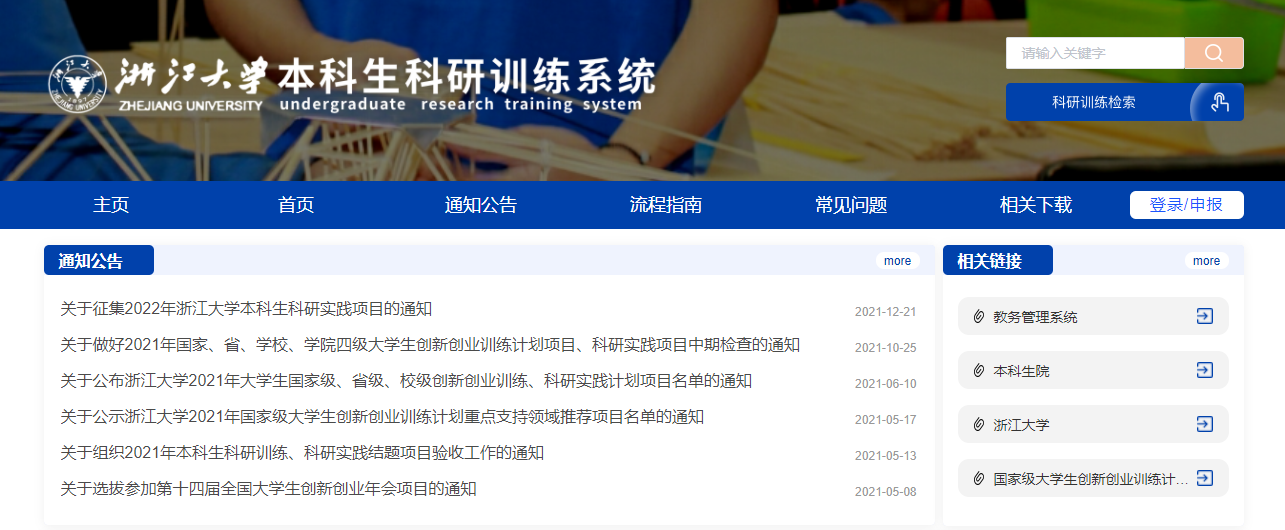 浙江大学本科生科研训练系统
ZHEJIANG UNIVERSITY undergraduate research training system
请输入关键字
科研训练检索
主页 首页 通知公告 流程指南 常见问题 相关下载 登录/申报
通知公告 more
关于征集2022年浙江大学本科生科研实践项目的通知 2021-12-21
关于做好2021年国家、省、学校、学院四级大学生创新创业训练计划项目、科研实践项目中期检查的通知 2021-10-25
关于公布浙江大学2021年大学生国家级、省级、校级创新创业训练、科研实践计划项目名单的通知 2021-06-10
关于公示浙江大学2021年国家级大学生创新创业训练计划重点支持领域推荐项目名单的通知 2021-05-17
关于组织2021年本科生科研训练、科研实践结题项目验收工作的通知 2021-05-13
关于选拔参加第十四届全国大学生创新创业年会项目的通知 2021-05-08
相关链接 more
教务管理系统
本科生院
浙江大学
国家级大学生创新创业训练计...